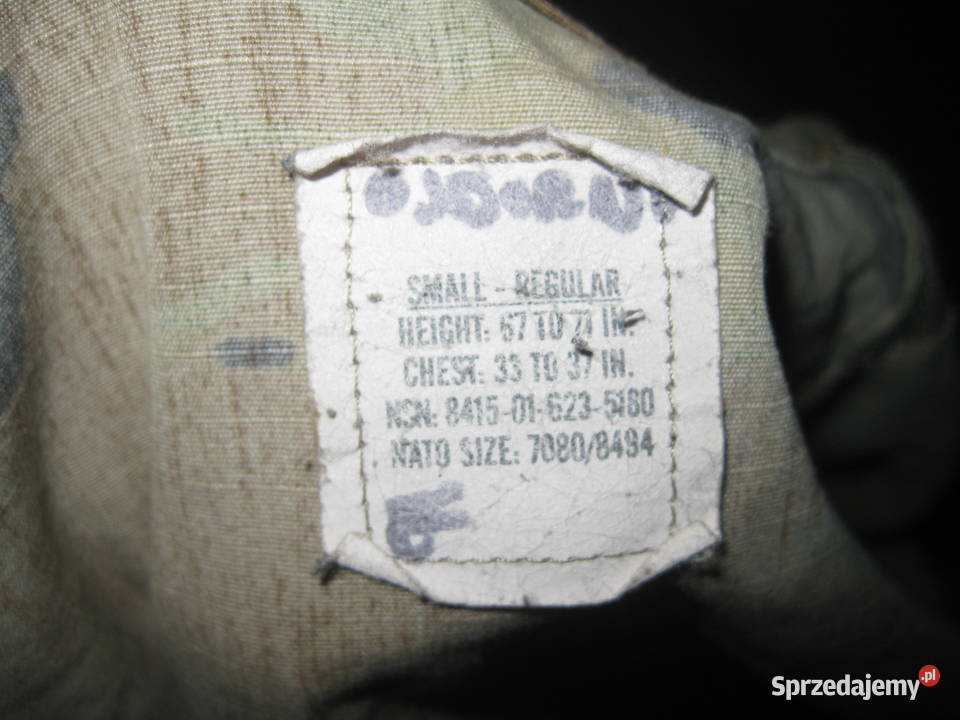 SMALL - REGULAR
HEIGHT: 67 TO 71 IN.
CHEST: 33 TO 37 IN.
NSN: 8415-01-623-5180
NATO SIZE: 7080/8494
Sprzedajemy.pl